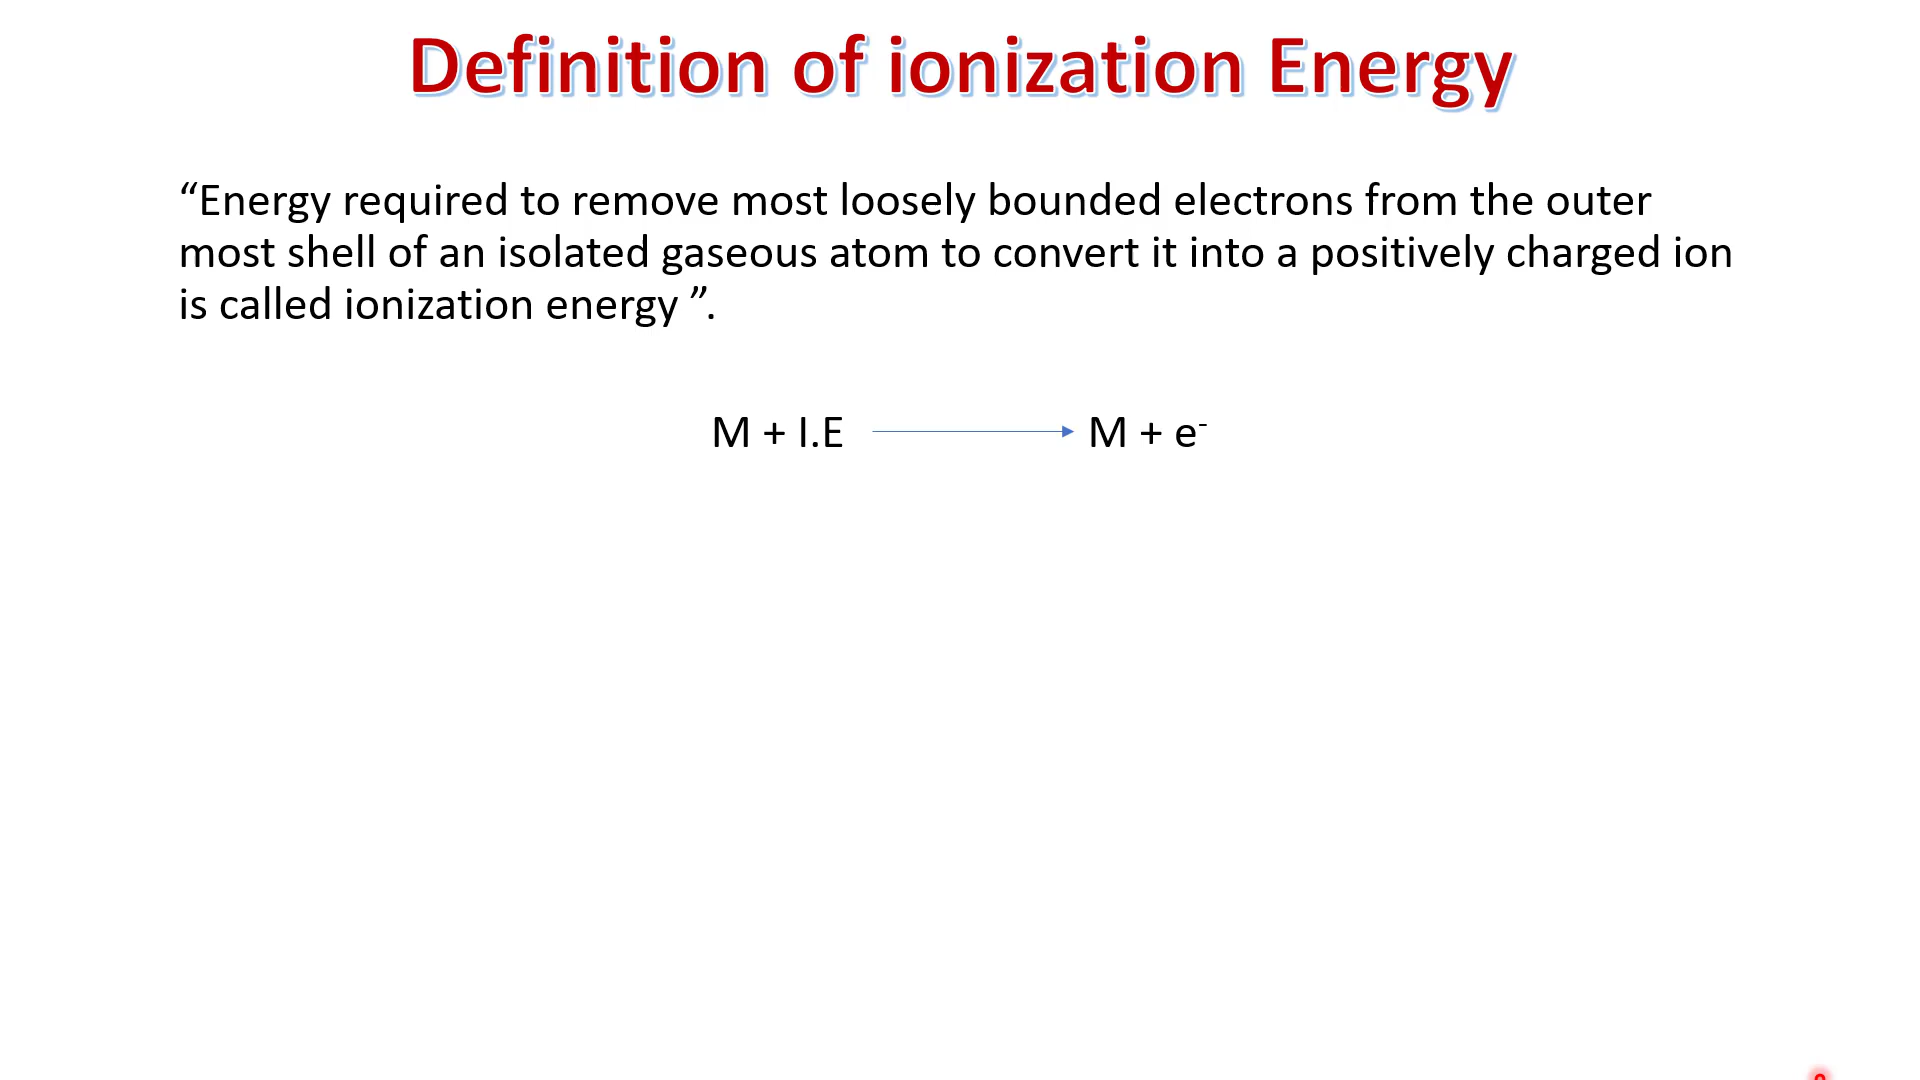 Definition of ionization Energy
“Energy required to remove most loosely bounded electrons from the outer
most shell of an isolated gaseous atom to convert it into a positively charged ion
is called ionization energy ”.
M + I.E → M + e⁻